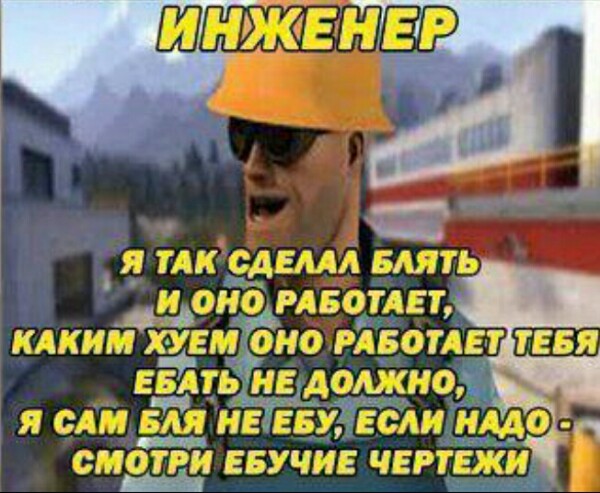 ИНЖЕНЕР
Я ТАК СДЕЛАЛ БЛЯТЬ
И ОНО РАБОТАЕТ,
КАКИМ ХУЕМ ОНО РАБОТАЕТ ТЕБЯ
ЕБАТЬ НЕ ДОЛЖНО,
Я САМ БЛЯ НЕ ЕБУ, ЕСЛИ НАДО -
СМОТРИ ЕБУЧИЕ ЧЕРТЕЖИ